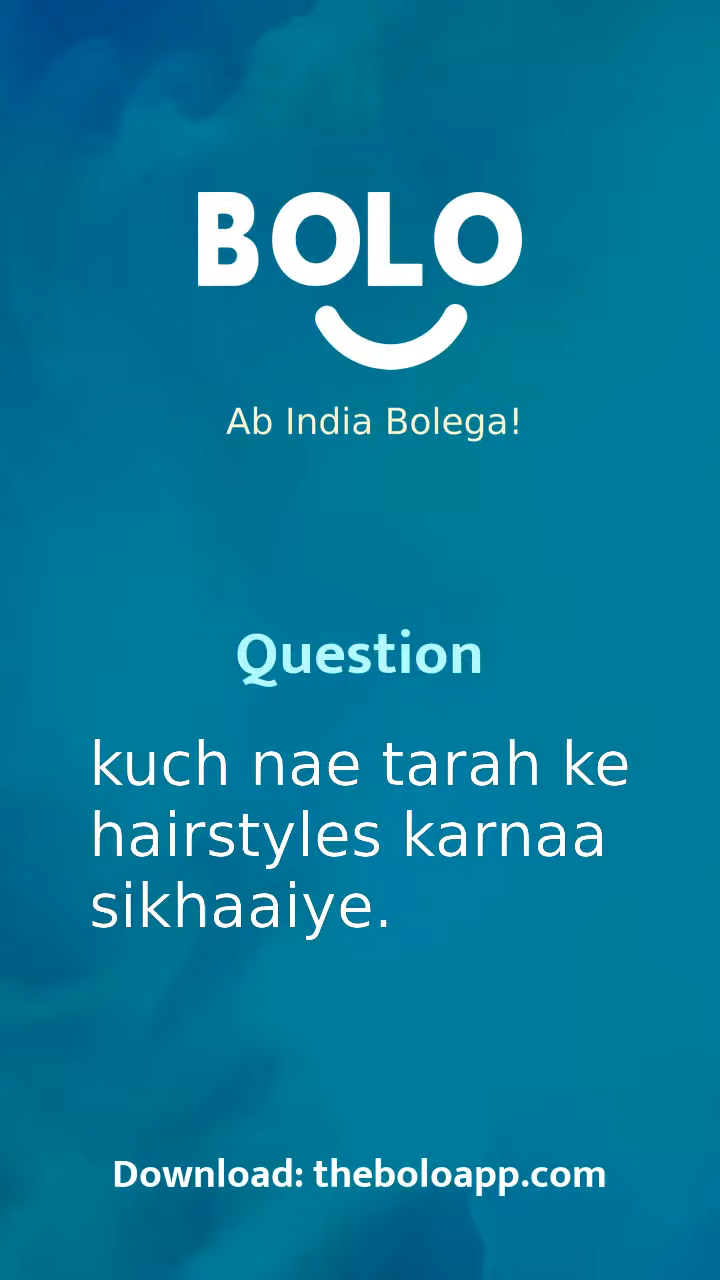 BOLO
Ab India Bolega!
Question
kuch nae tarah ke
hairstyles karnaa
sikhaaiye.
Download: theboloapp.com